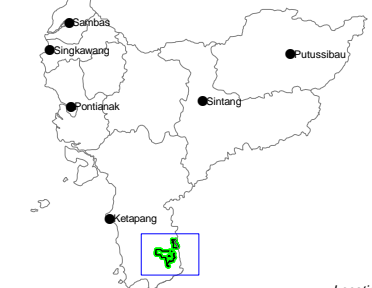 Sambas
Singkawang
Putussibau
Pontianak
Sintang
Ketapang